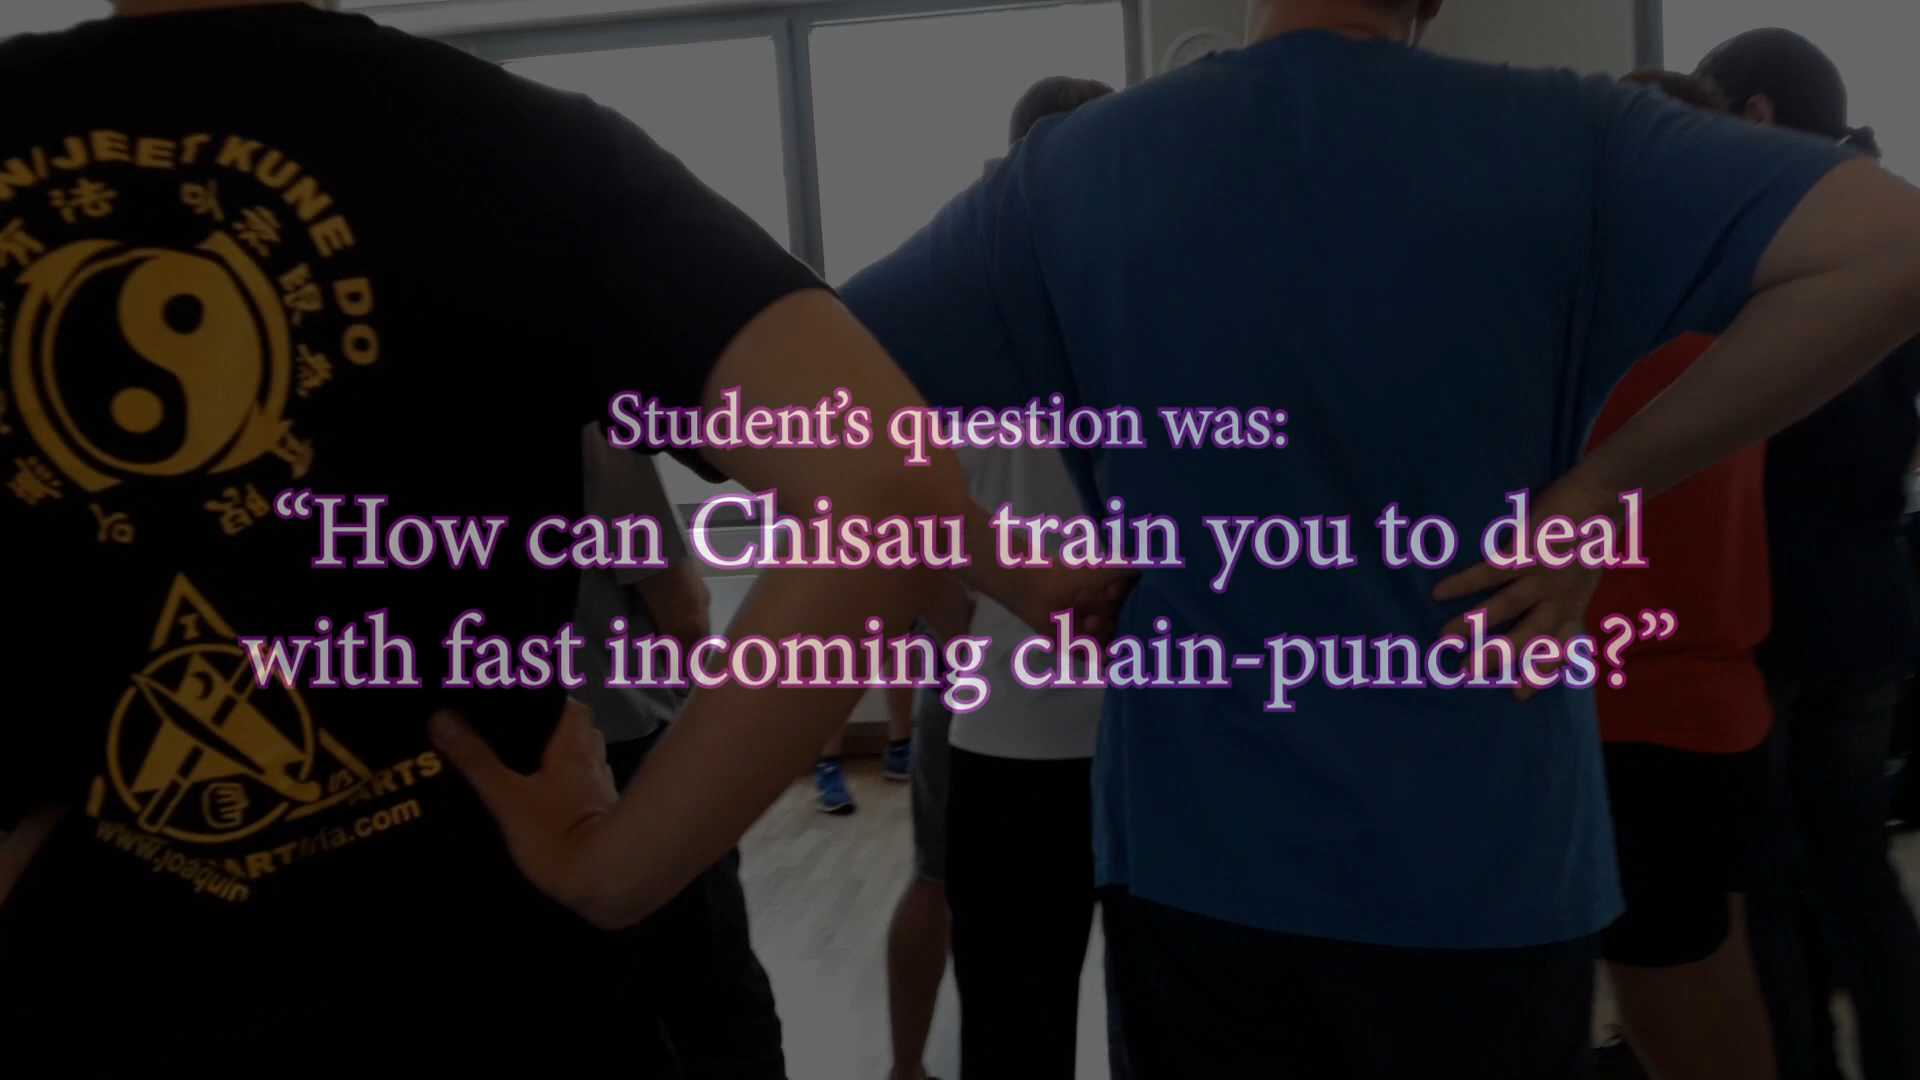 N/JEET KUNE DO
Student’s question was:
“How can Chisau train you to deal
with fast incoming chain-punches?”
ARTS
.com